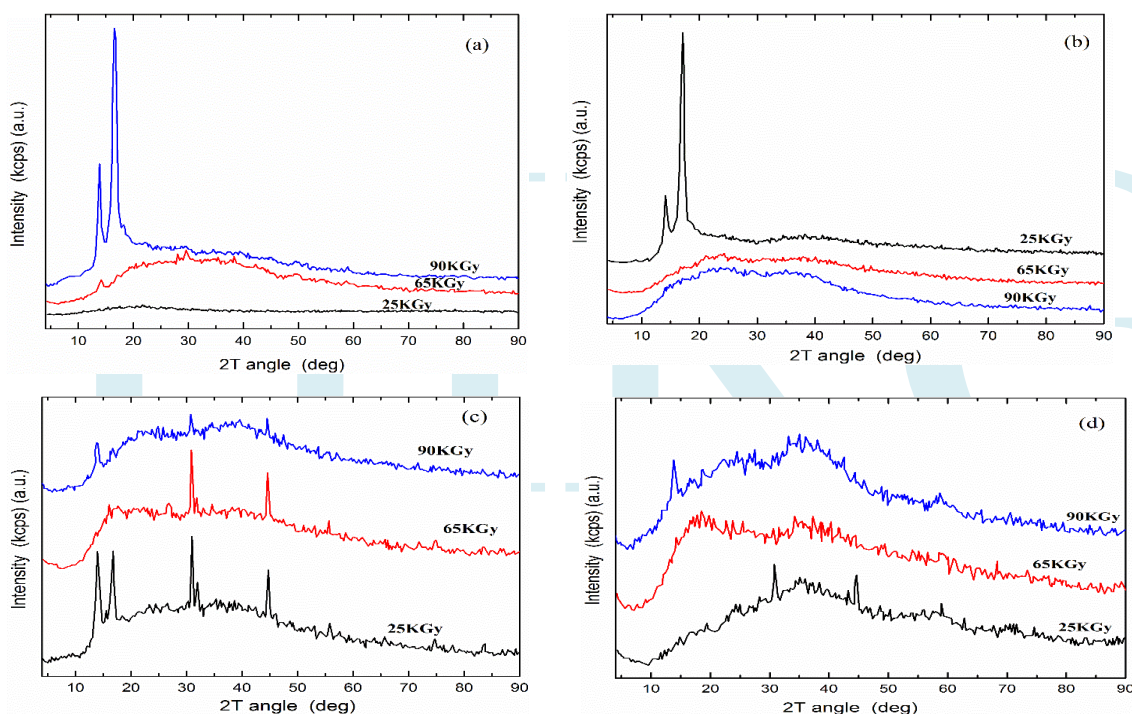 (a)
Intensity (kcps) (a.u.)
90KGy
65KGy
25KGy
10 20 30 40 50 60 70 80 90
2T angle (deg)
(b)
Intensity (kcps) (a.u.)
25KGy
65KGy
90KGy
10 20 30 40 50 60 70 80 90
2T angle (deg)
(c)
Intensity (kcps) (a.u.)
90KGy
65KGy
25KGy
10 20 30 40 50 60 70 80 90
2T angle (deg)
(d)
Intensity (kcps) (a.u.)
90KGy
65KGy
25KGy
10 20 30 40 50 60 70 80 90
2T angle (deg)